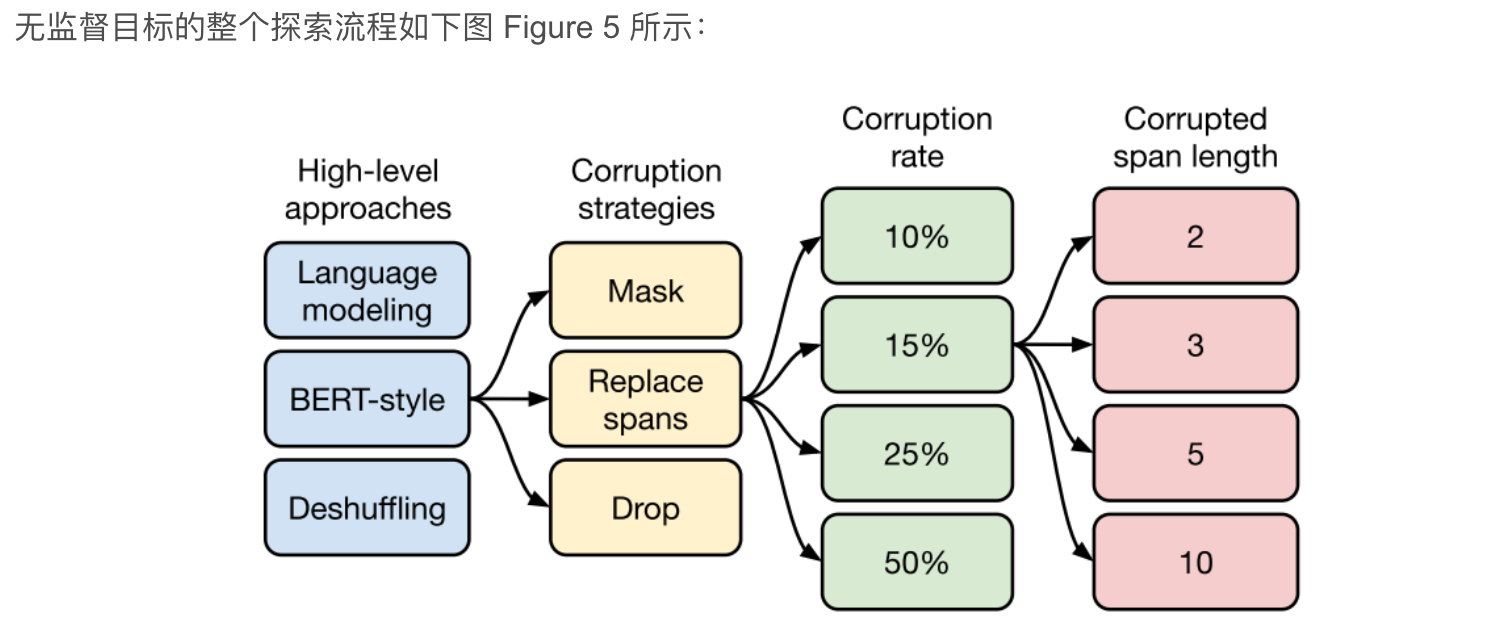 无监督目标的整个探索流程如下图 Figure 5 所示：
High-level
approaches
Language
modeling
BERT-style
Deshuffling
Corruption
strategies
Mask
Replace
spans
Drop
Corruption
rate
10%
15%
25%
50%
Corrupted
span length
2
3
5
10